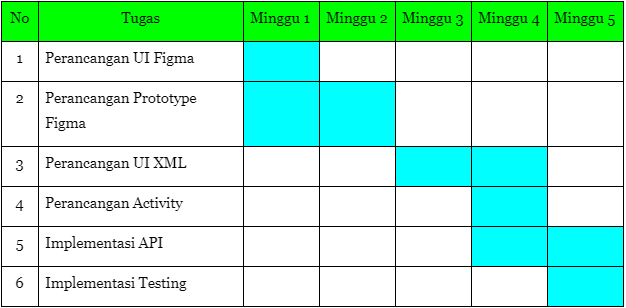 No Tugas Minggu 1 Minggu 2 Minggu 3 Minggu 4 Minggu 5
1 Perancangan UI Figma
2 Perancangan Prototype
Figma
3 Perancangan UI XML
4 Perancangan Activity
5 Implementasi API
6 Implementasi Testing